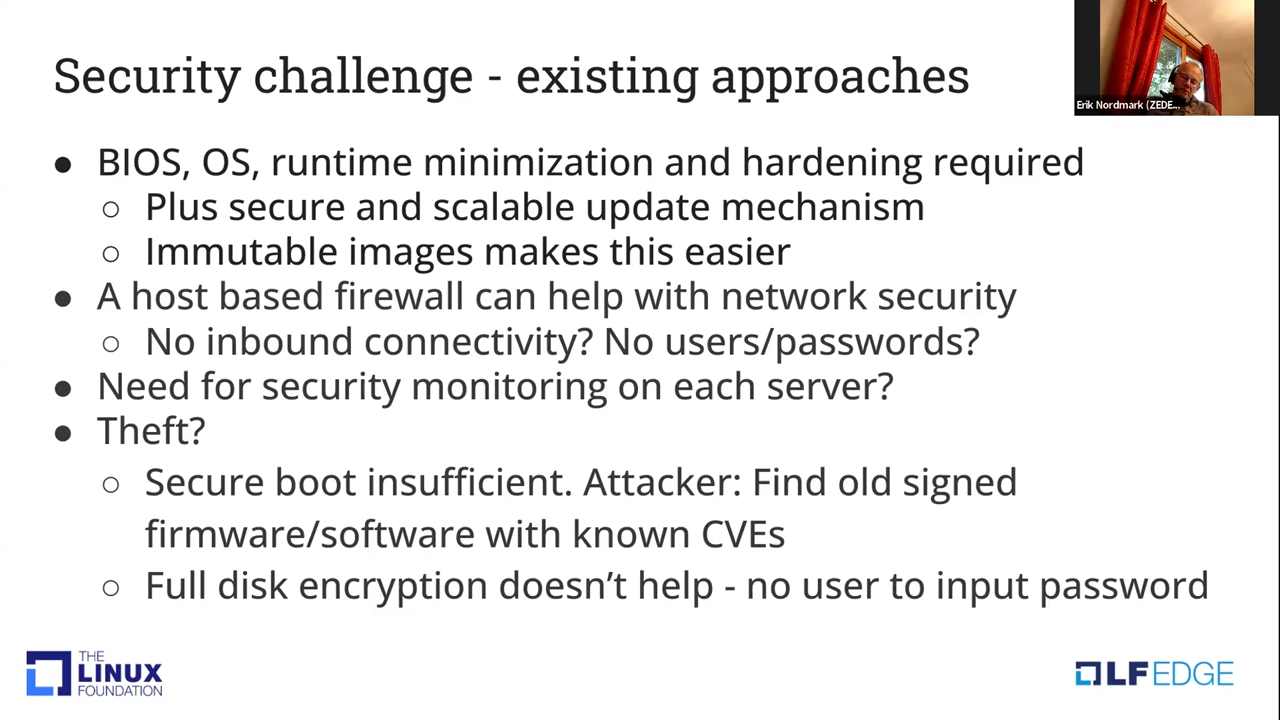 Security challenge - existing approaches
Erik Nordmark (ZEDE...
● BIOS, OS, runtime minimization and hardening required
○ Plus secure and scalable update mechanism
○ Immutable images makes this easier
● A host based firewall can help with network security
○ No inbound connectivity? No users/passwords?
● Need for security monitoring on each server?
● Theft?
○ Secure boot insufficient. Attacker: Find old signed
firmware/software with known CVEs
○ Full disk encryption doesn’t help - no user to input password
THE
LINUX
FOUNDATION
LF EDGE